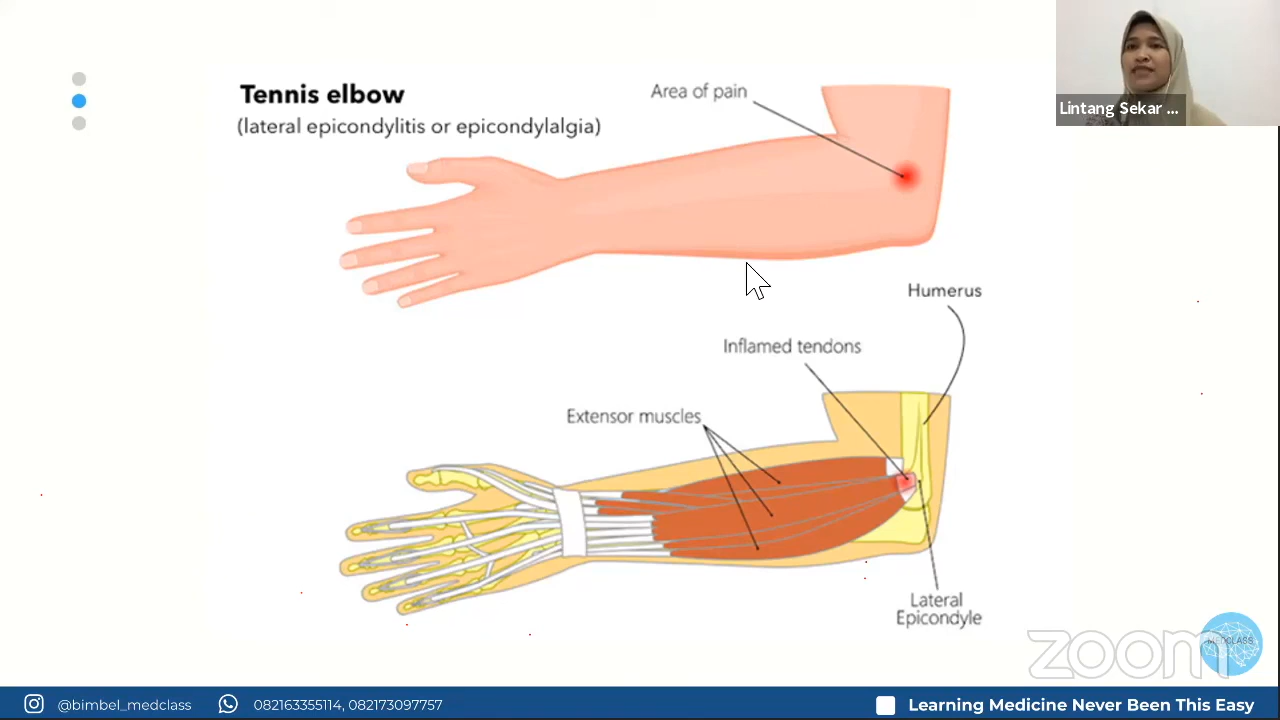 Tennis elbow
(lateral epicondylitis or epicondylalgia)
Area of pain
Lintang Sekar ...
Humerus
Inflamed tendons
Extensor muscles
Lateral
Epicondyle
zoom
MEDCLASS
@bimbel_medclass
082163355114, 082173097757
Learning Medicine Never Been This Easy